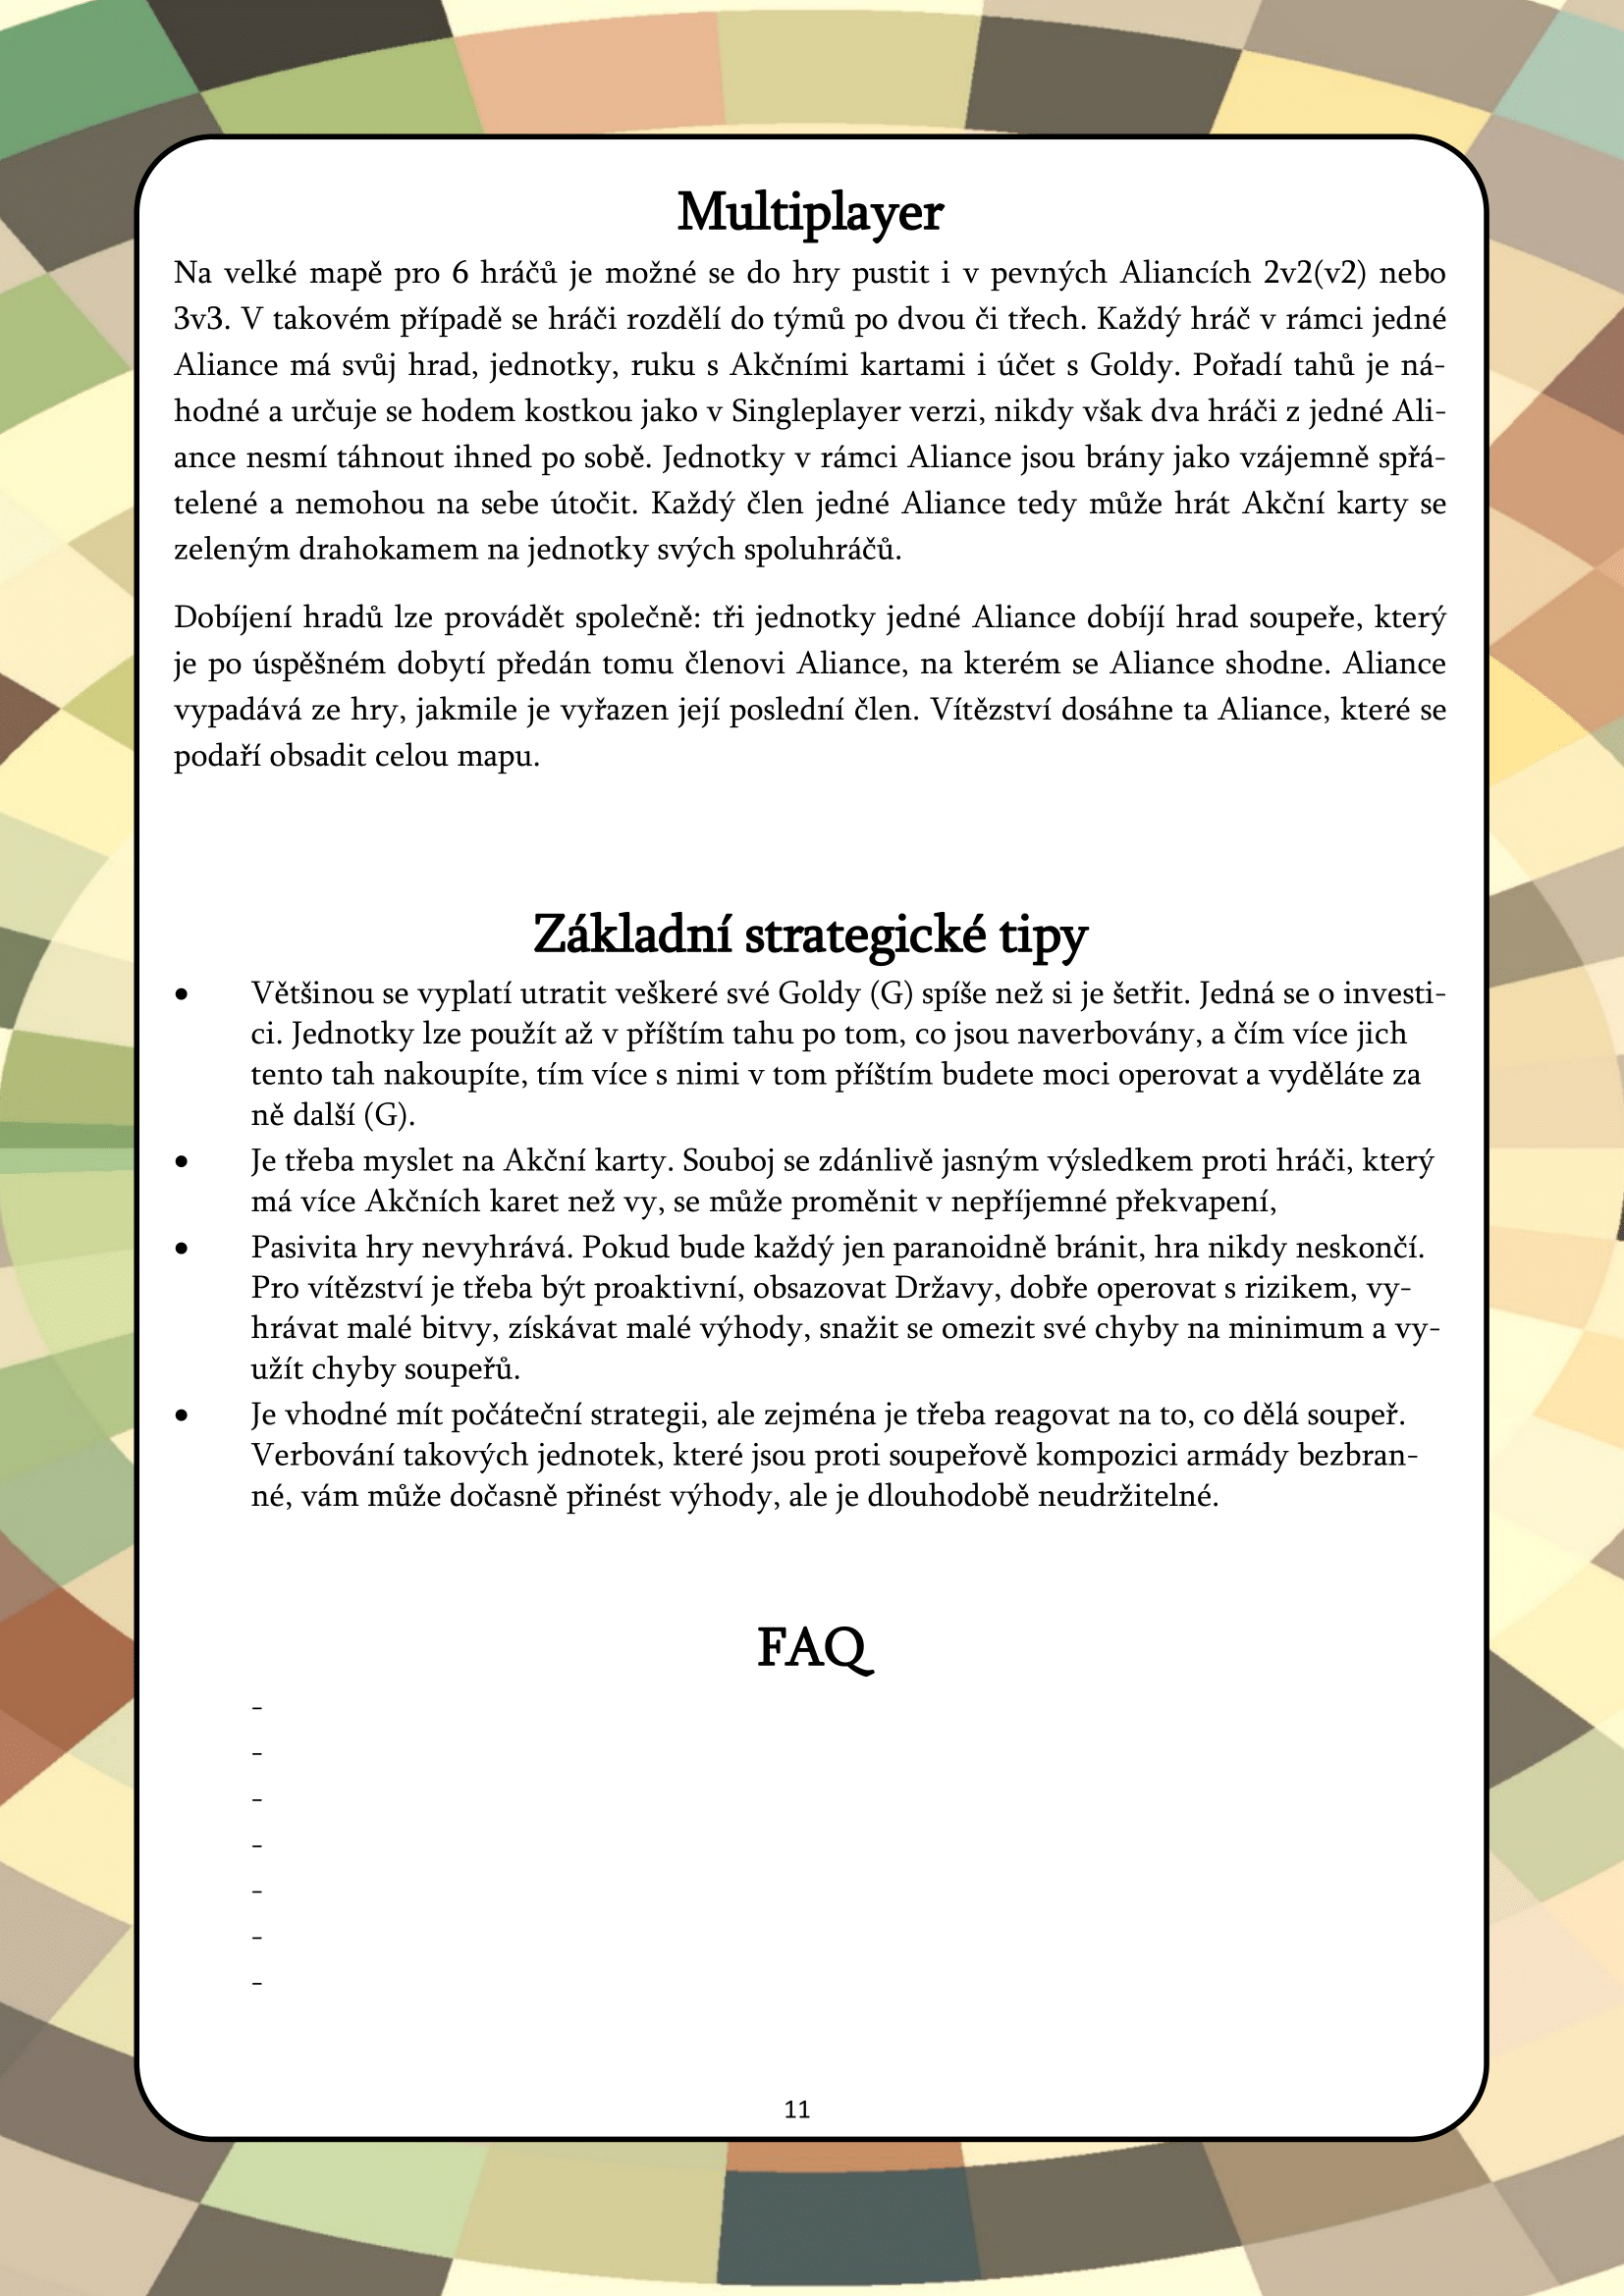 Multiplayer
Na velké mapě pro 6 hráčů je možné se do hry pustit i v pevných Aliancích 2v2(v2) nebo
3v3. V takovém případě se hráči rozdělí do týmů po dvou či třech. Každý hráč v rámci jedné
Aliance má svůj hrad, jednotky, ruku s Akčními kartami i účet s Goldy. Pořadí tahů je ná-
hodné a určuje se hodem kostkou jako v Singleplayer verzi, nikdy však dva hráči z jedné Ali-
ance nesmí táhnout ihned po sobě. Jednotky v rámci Aliance jsou brány jako vzájemně spřá-
telené a nemohou na sebe útočit. Každý člen jedné Aliance tedy může hrát Akční karty se
zeleným drahokamem na jednotky svých spoluhráčů.
Dobíjení hradů lze provádět společně: tři jednotky jedné Aliance dobíjí hrad soupeře, který
je po úspěšném dobytí předán tomu členovi Aliance, na kterém se Aliance shodne. Aliance
vypadává ze hry, jakmile je vyřazen její poslední člen. Vítězství dosáhne ta Aliance, které se
podaří obsadit celou mapu.
Základní strategické tipy
• Většinou se vyplatí utratit veškeré své Goldy (G) spíše než si je šetřit. Jedná se o investi-
ci. Jednotky lze použít až v příštím tahu po tom, co jsou naverbovány, a čím více jich
tento tah nakoupíte, tím více s nimi v tom příštím budete moci operovat a vyděláte za
ně další (G).
• Je třeba myslet na Akční karty. Souboj se zdánlivě jasným výsledkem proti hráči, který
má více Akčních karet než vy, se může proměnit v nepříjemné překvapení,
• Pasivita hry nevyhrává. Pokud bude každý jen paranoidně bránit, hra nikdy neskončí.
Pro vítězství je třeba být proaktivní, obsazovat Državy, dobře operovat s rizikem, vy-
hrávat malé bitvy, získávat malé výhody, snažit se omezit své chyby na minimum a vy-
užít chyby soupeřů.
• Je vhodné mít počáteční strategii, ale zejména je třeba reagovat na to, co dělá soupeř.
Verbování takových jednotek, které jsou proti soupeřově kompozici armády bezbran-
né, vám může dočasně přinést výhody, ale je dlouhodobě neudržitelné.
FAQ
-
-
-
-
-
-
-
11